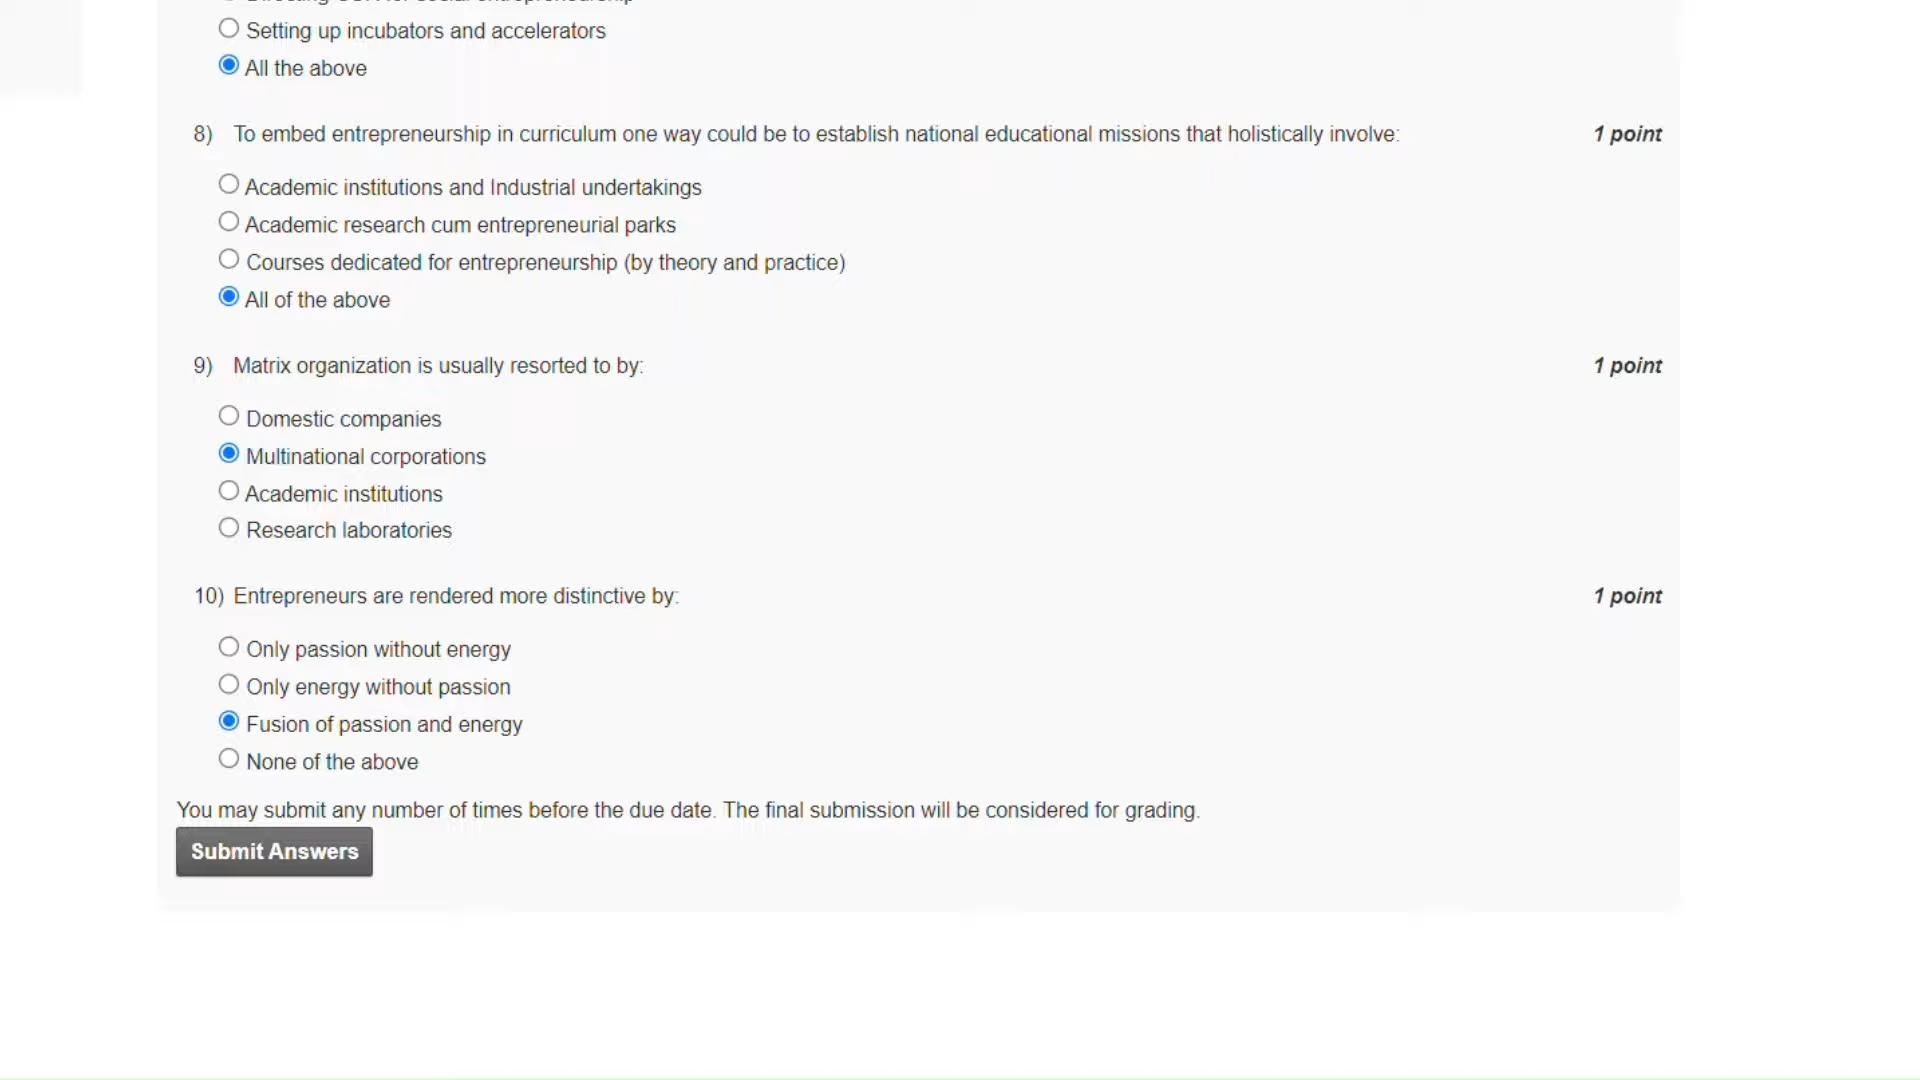 Setting up incubators and accelerators
All the above
8) To embed entrepreneurship in curriculum one way could be to establish national educational missions that holistically involve: 1 point
Academic institutions and Industrial undertakings
Academic research cum entrepreneurial parks
Courses dedicated for entrepreneurship (by theory and practice)
All of the above
9) Matrix organization is usually resorted to by: 1 point
Domestic companies
Multinational corporations
Academic institutions
Research laboratories
10) Entrepreneurs are rendered more distinctive by: 1 point
Only passion without energy
Only energy without passion
Fusion of passion and energy
None of the above
You may submit any number of times before the due date. The final submission will be considered for grading.
Submit Answers